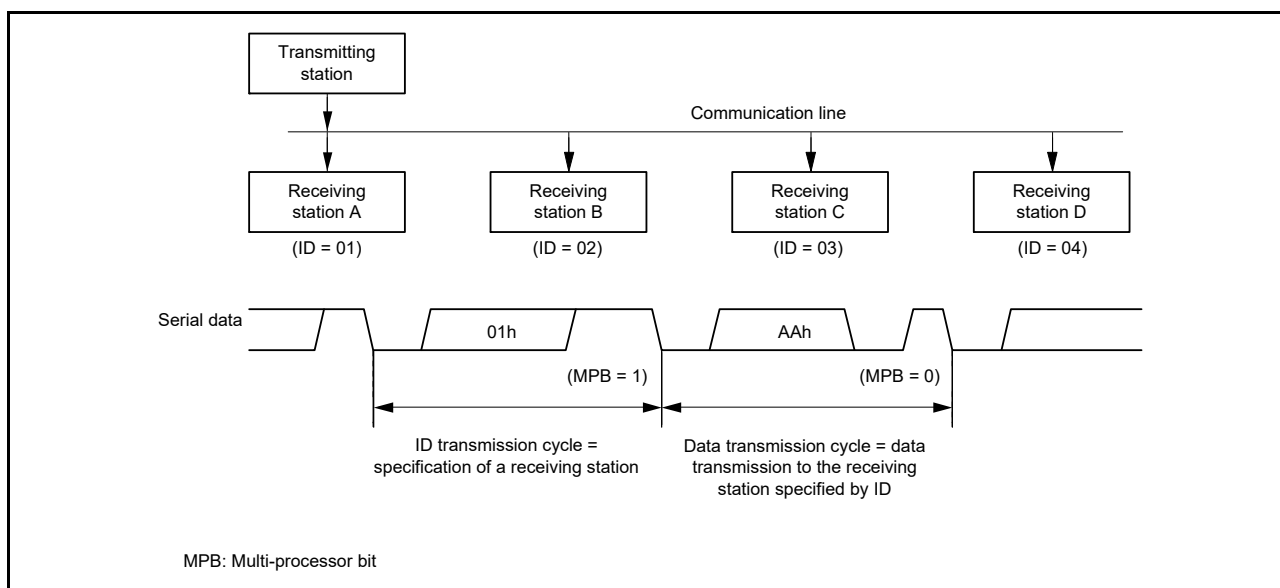 Transmitting
station
Communication line
Receiving
station A
(ID = 01)
Receiving
station B
(ID = 02)
Receiving
station C
(ID = 03)
Receiving
station D
(ID = 04)
Serial data
01h
AAh
(MPB = 1)
(MPB = 0)
ID transmission cycle =
specification of a receiving station
Data transmission cycle = data
transmission to the receiving
station specified by ID
MPB: Multi-processor bit